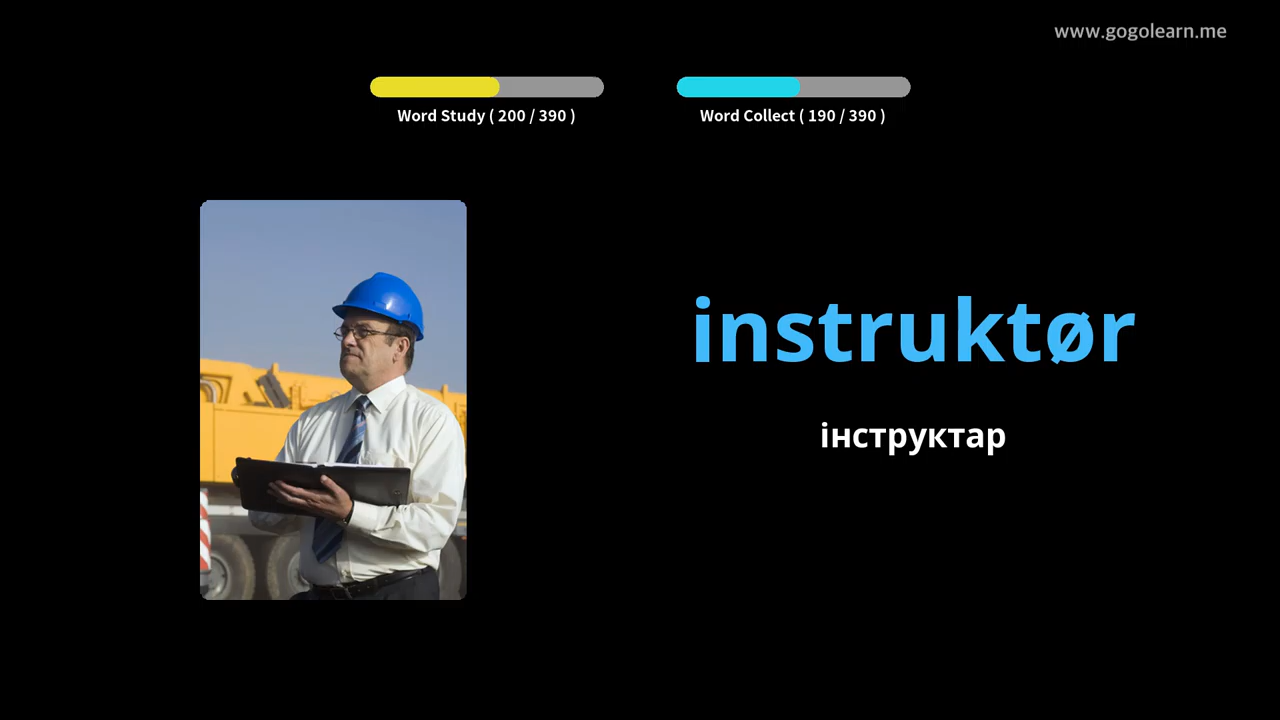 www.gogolearn.me
Word Study ( 200 / 390 )
Word Collect ( 190 / 390 )
instruktør
інструктар